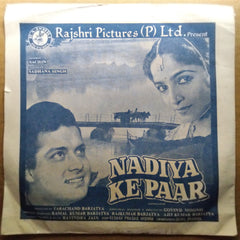 Rajshri Pictures (P) Ltd. Present
SACHIN
SADHANA SINGH
NADIYA
KE PAAR
TARACHAND BARJATYA
GOVIND MOONIS
KAMAL KUMAR BARJATYA RAJKUMAR BARJATYA AJIT KUMAR BARJATYA
RAVINDRA JAIN